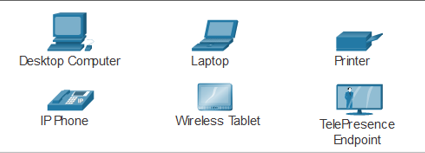 Desktop Computer
Laptop
Printer
IP Phone
Wireless Tablet
TelePresence
Endpoint